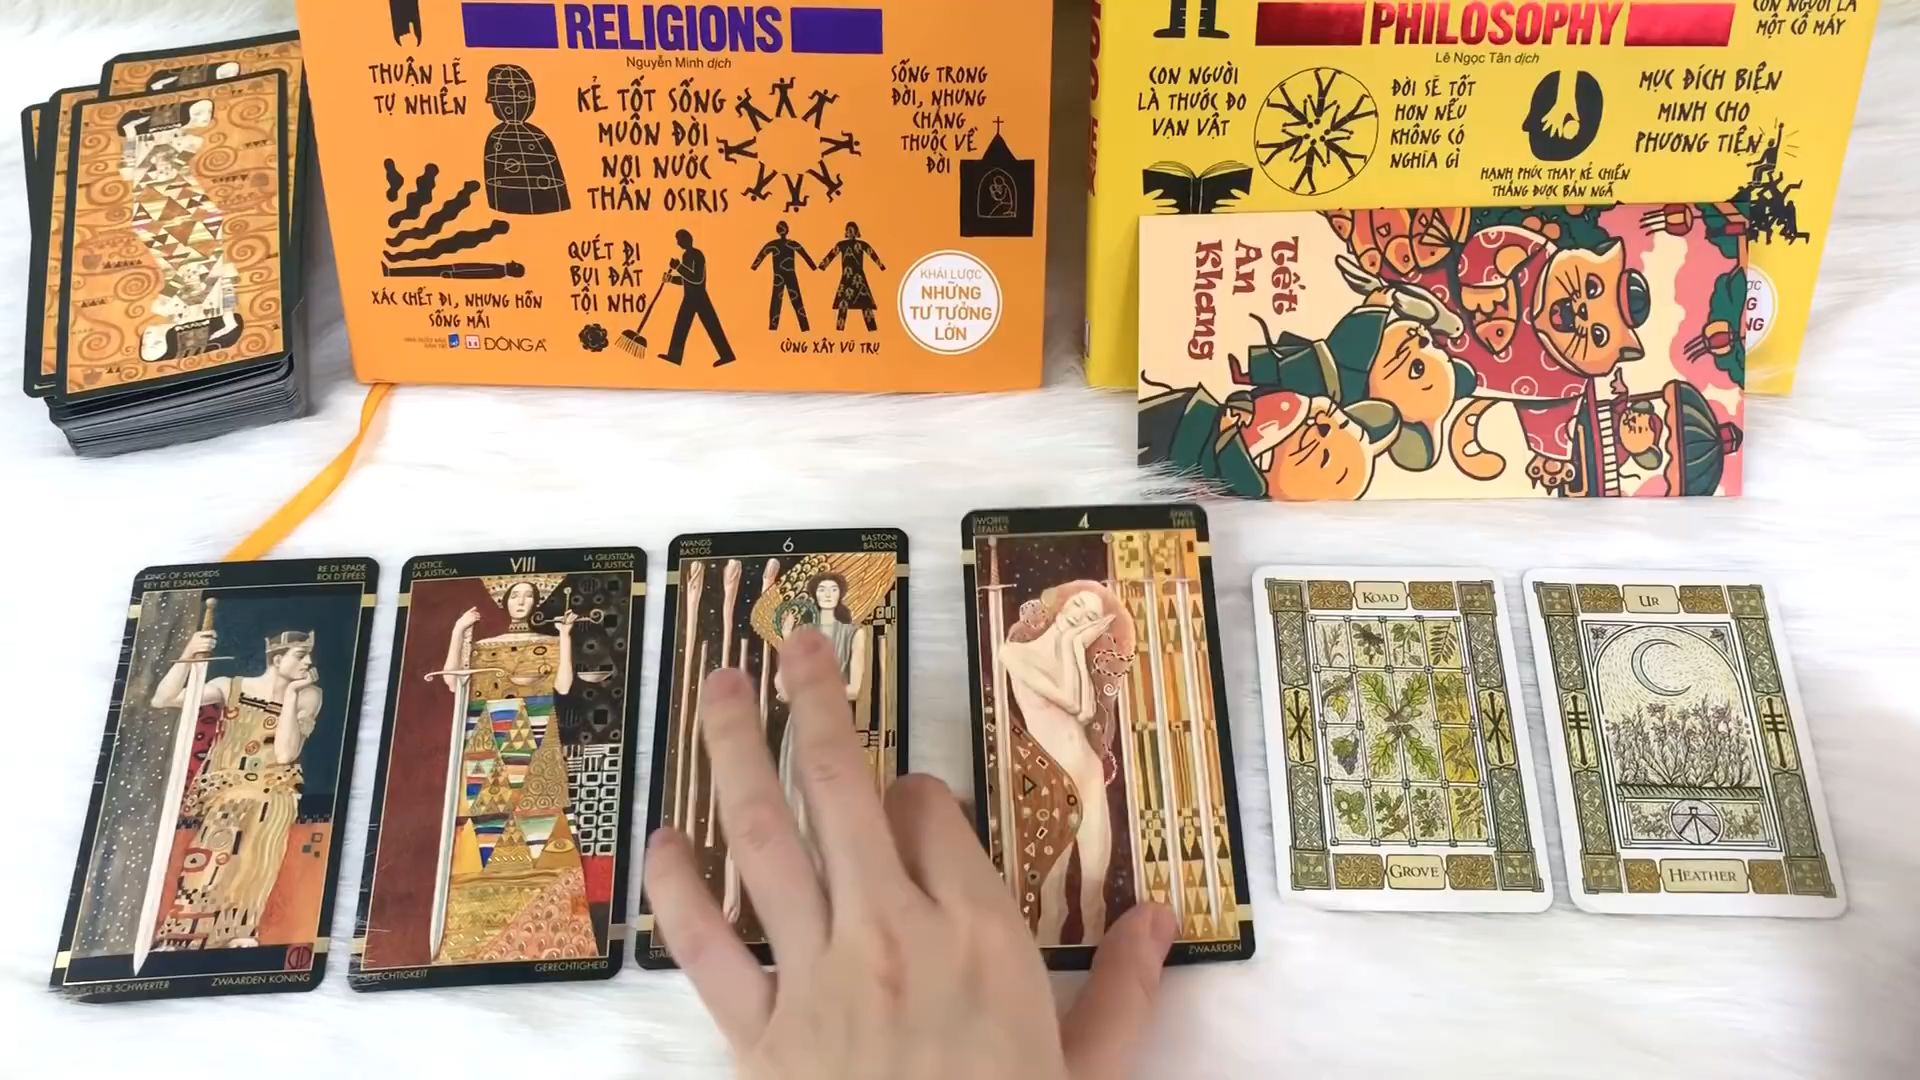 RELIGIONS
Nguyễn Minh dịch
THUẬN LẼ
TỰ NHIÊN
KẺ TỐT SỐNG
MUÔN ĐỜI
NƠI NƯỚC
THẦN OSIRIS
SỐNG TRONG
ĐỜI, NHƯNG
CHẲNG
THUỘC VỀ
ĐỜI
QUÉT ĐI
BỤI ĐẤT
TỘI NHƠ
XÁC CHẾT ĐI, NHƯNG HỒN
SỐNG MÃI
ĐÔNG A
CÙNG XÂY VŨ TRỤ
KHÁI LƯỢC
NHỮNG
TƯ TƯỞNG
LỚN
PHILOSOPHY
Lê Ngọc Tân dịch
CON NGƯỜI LÀ
MỘT CỖ MÁY
CON NGƯỜI
LÀ THƯỚC ĐO
VẠN VẬT
ĐỜI SẼ TỐT
HƠN NẾU
KHÔNG CÓ
NGHĨA GÌ
MỤC ĐÍCH BIỆN
MINH CHO
PHƯƠNG TIỆN
HẠNH PHÚC THAY KẺ CHIẾN
THẮNG ĐƯỢC BẢN NGÃ
Tết
An
Khang
KING OF SWORDS
REY DE ESPADAS
RE DI SPADE
ROI D'ÉPÉES
ZWAARDEN KONING
JUSTICE
LA JUSTICIA
VIII
LA GIUSTIZIA
LA JUSTICE
GERECHTIGKEIT
GERECHTIGHEID
WANDS
BASTOS
6
BASTONI
BÂTONS
4
ZWAARDEN
KOAD
GROVE
UR
HEATHER